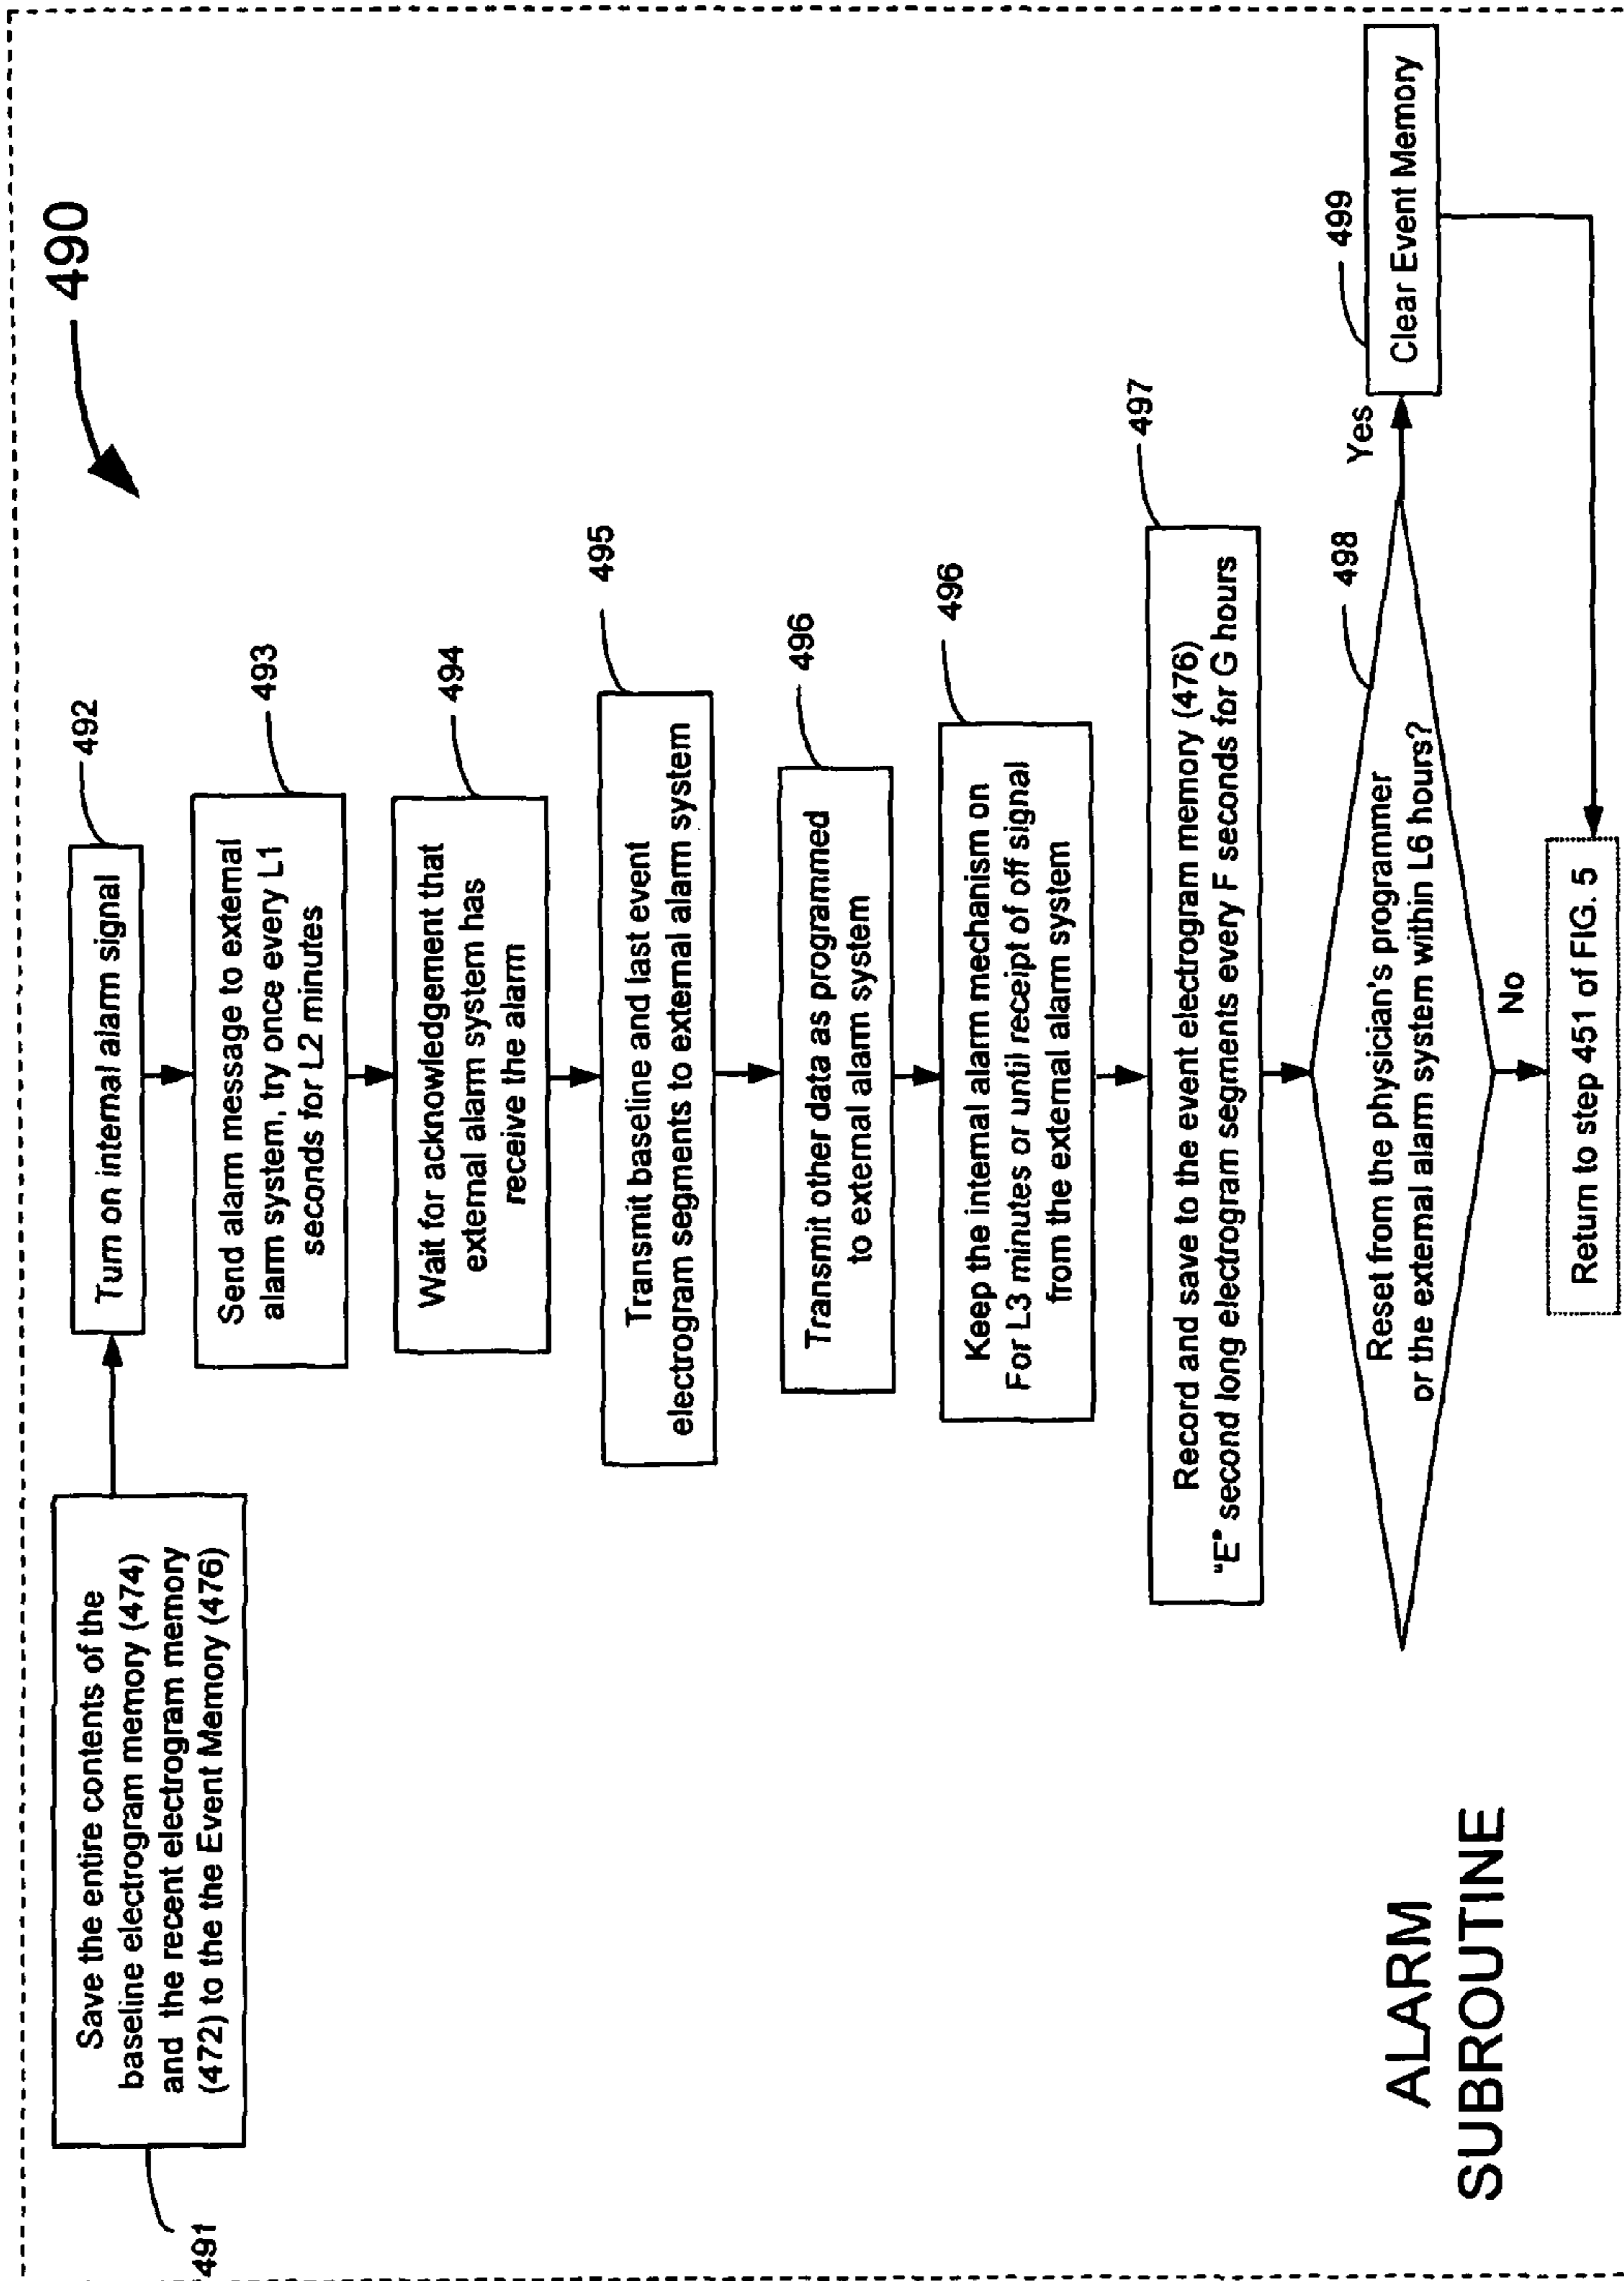 490
491
Save the entire contents of the
baseline electrogram memory (474)
and the recent electrogram memory
(472) to the the Event Memory (476)
492
Turn on internal alarm signal
493
Send alarm message to external
alarm system, try once every L1
seconds for L2 minutes
494
Wait for acknowledgement that
external alarm system has
receive the alarm
495
Transmit baseline and last event
electrogram segments to external alarm system
496
Transmit other data as programmed
to external alarm system
496
Keep the internal alarm mechanism on
For L3 minutes or until receipt of off signal
from the external alarm system
497
Record and save to the event electrogram memory (476)
"E" second long electrogram segments every F seconds for G hours
498
Reset from the physician's programmer
or the external alarm system within L6 hours?
Yes
499
Clear Event Memory
No
Return to step 451 of FIG. 5
ALARM
SUBROUTINE